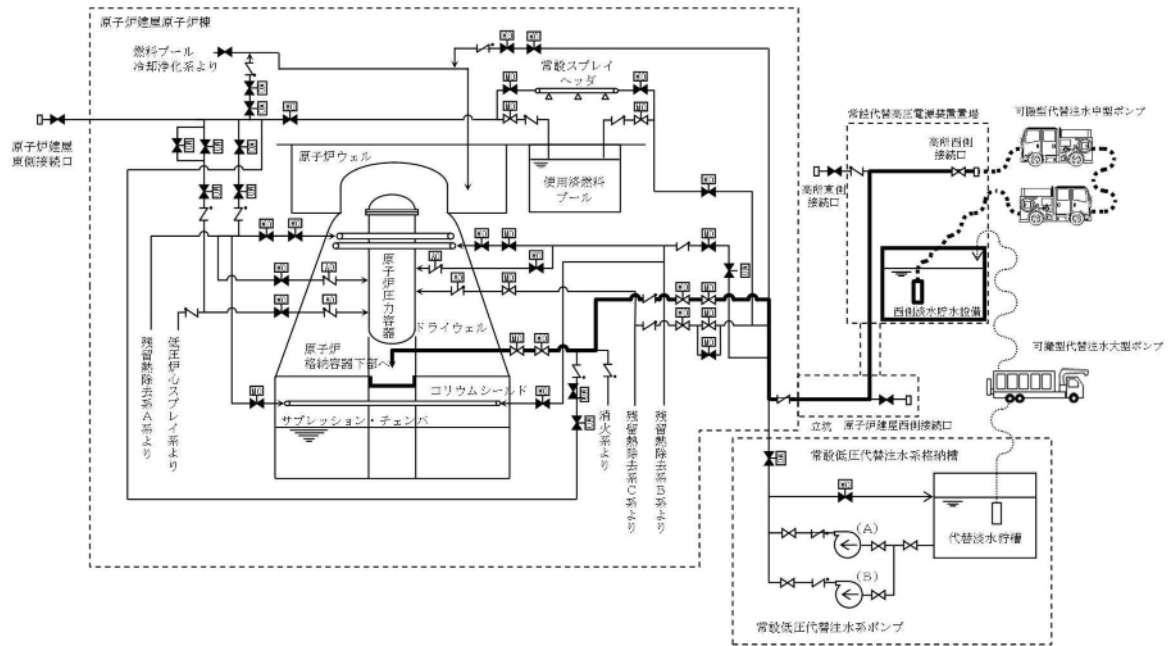 原子炉建屋原子炉棟
燃料プール
冷却浄化系より
常設スプレイ
ヘッダ
原子炉建屋
東側接続口
原子炉ウェル
使用済燃料
プール
常設代替高圧電源装置置場
可搬型代替注水中型ポンプ
高所西側
接続口
高所東側
接続口
西側淡水貯水設備
原子炉圧力容器
ドライウェル
原子炉
格納容器下部へ
コリウムシールド
サプレッション・チェンバ
可搬型代替注水大型ポンプ
残留熱除去系A系より
低圧炉心スプレイ系より
消火系より
残留熱除去系C系より
残留熱除去系B系より
立坑
原子炉建屋西側接続口
常設低圧代替注水系格納槽
代替淡水貯槽
(A)
(B)
常設低圧代替注水系ポンプ